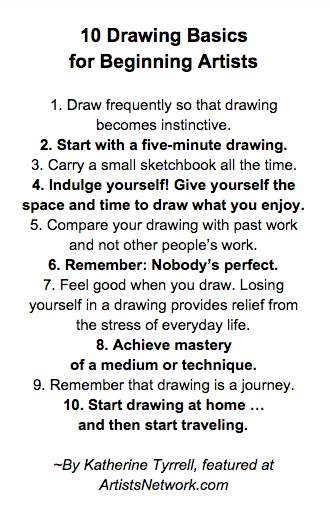 10 Drawing Basics
for Beginning Artists
1. Draw frequently so that drawing
becomes instinctive.
2. Start with a five-minute drawing.
3. Carry a small sketchbook all the time.
4. Indulge yourself! Give yourself the
space and time to draw what you enjoy.
5. Compare your drawing with past work
and not other people’s work.
6. Remember: Nobody’s perfect.
7. Feel good when you draw. Losing
yourself in a drawing provides relief from
the stress of everyday life.
8. Achieve mastery
of a medium or technique.
9. Remember that drawing is a journey.
10. Start drawing at home …
and then start traveling.
~By Katherine Tyrrell, featured at
ArtistsNetwork.com